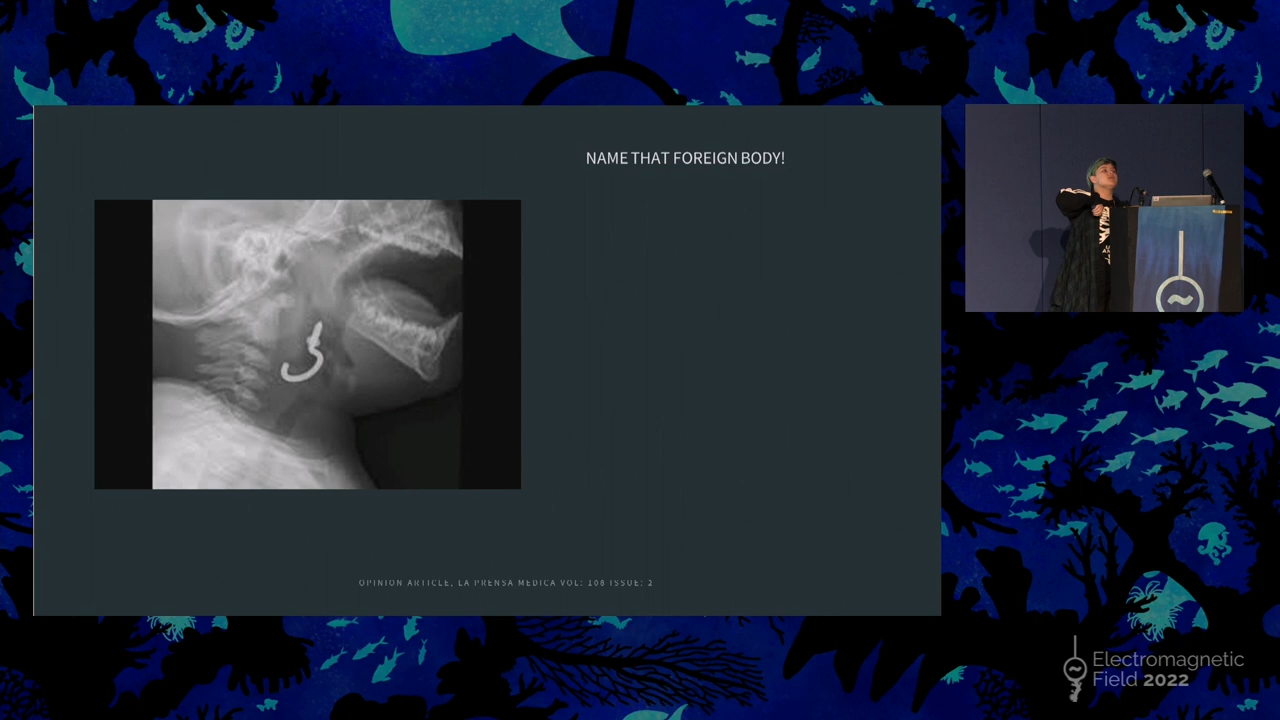 NAME THAT FOREIGN BODY!
OPINION ARTICLE, LA PRENSA MEDICA VOL: 108 ISSUE: 2
Electromagnetic
Field 2022